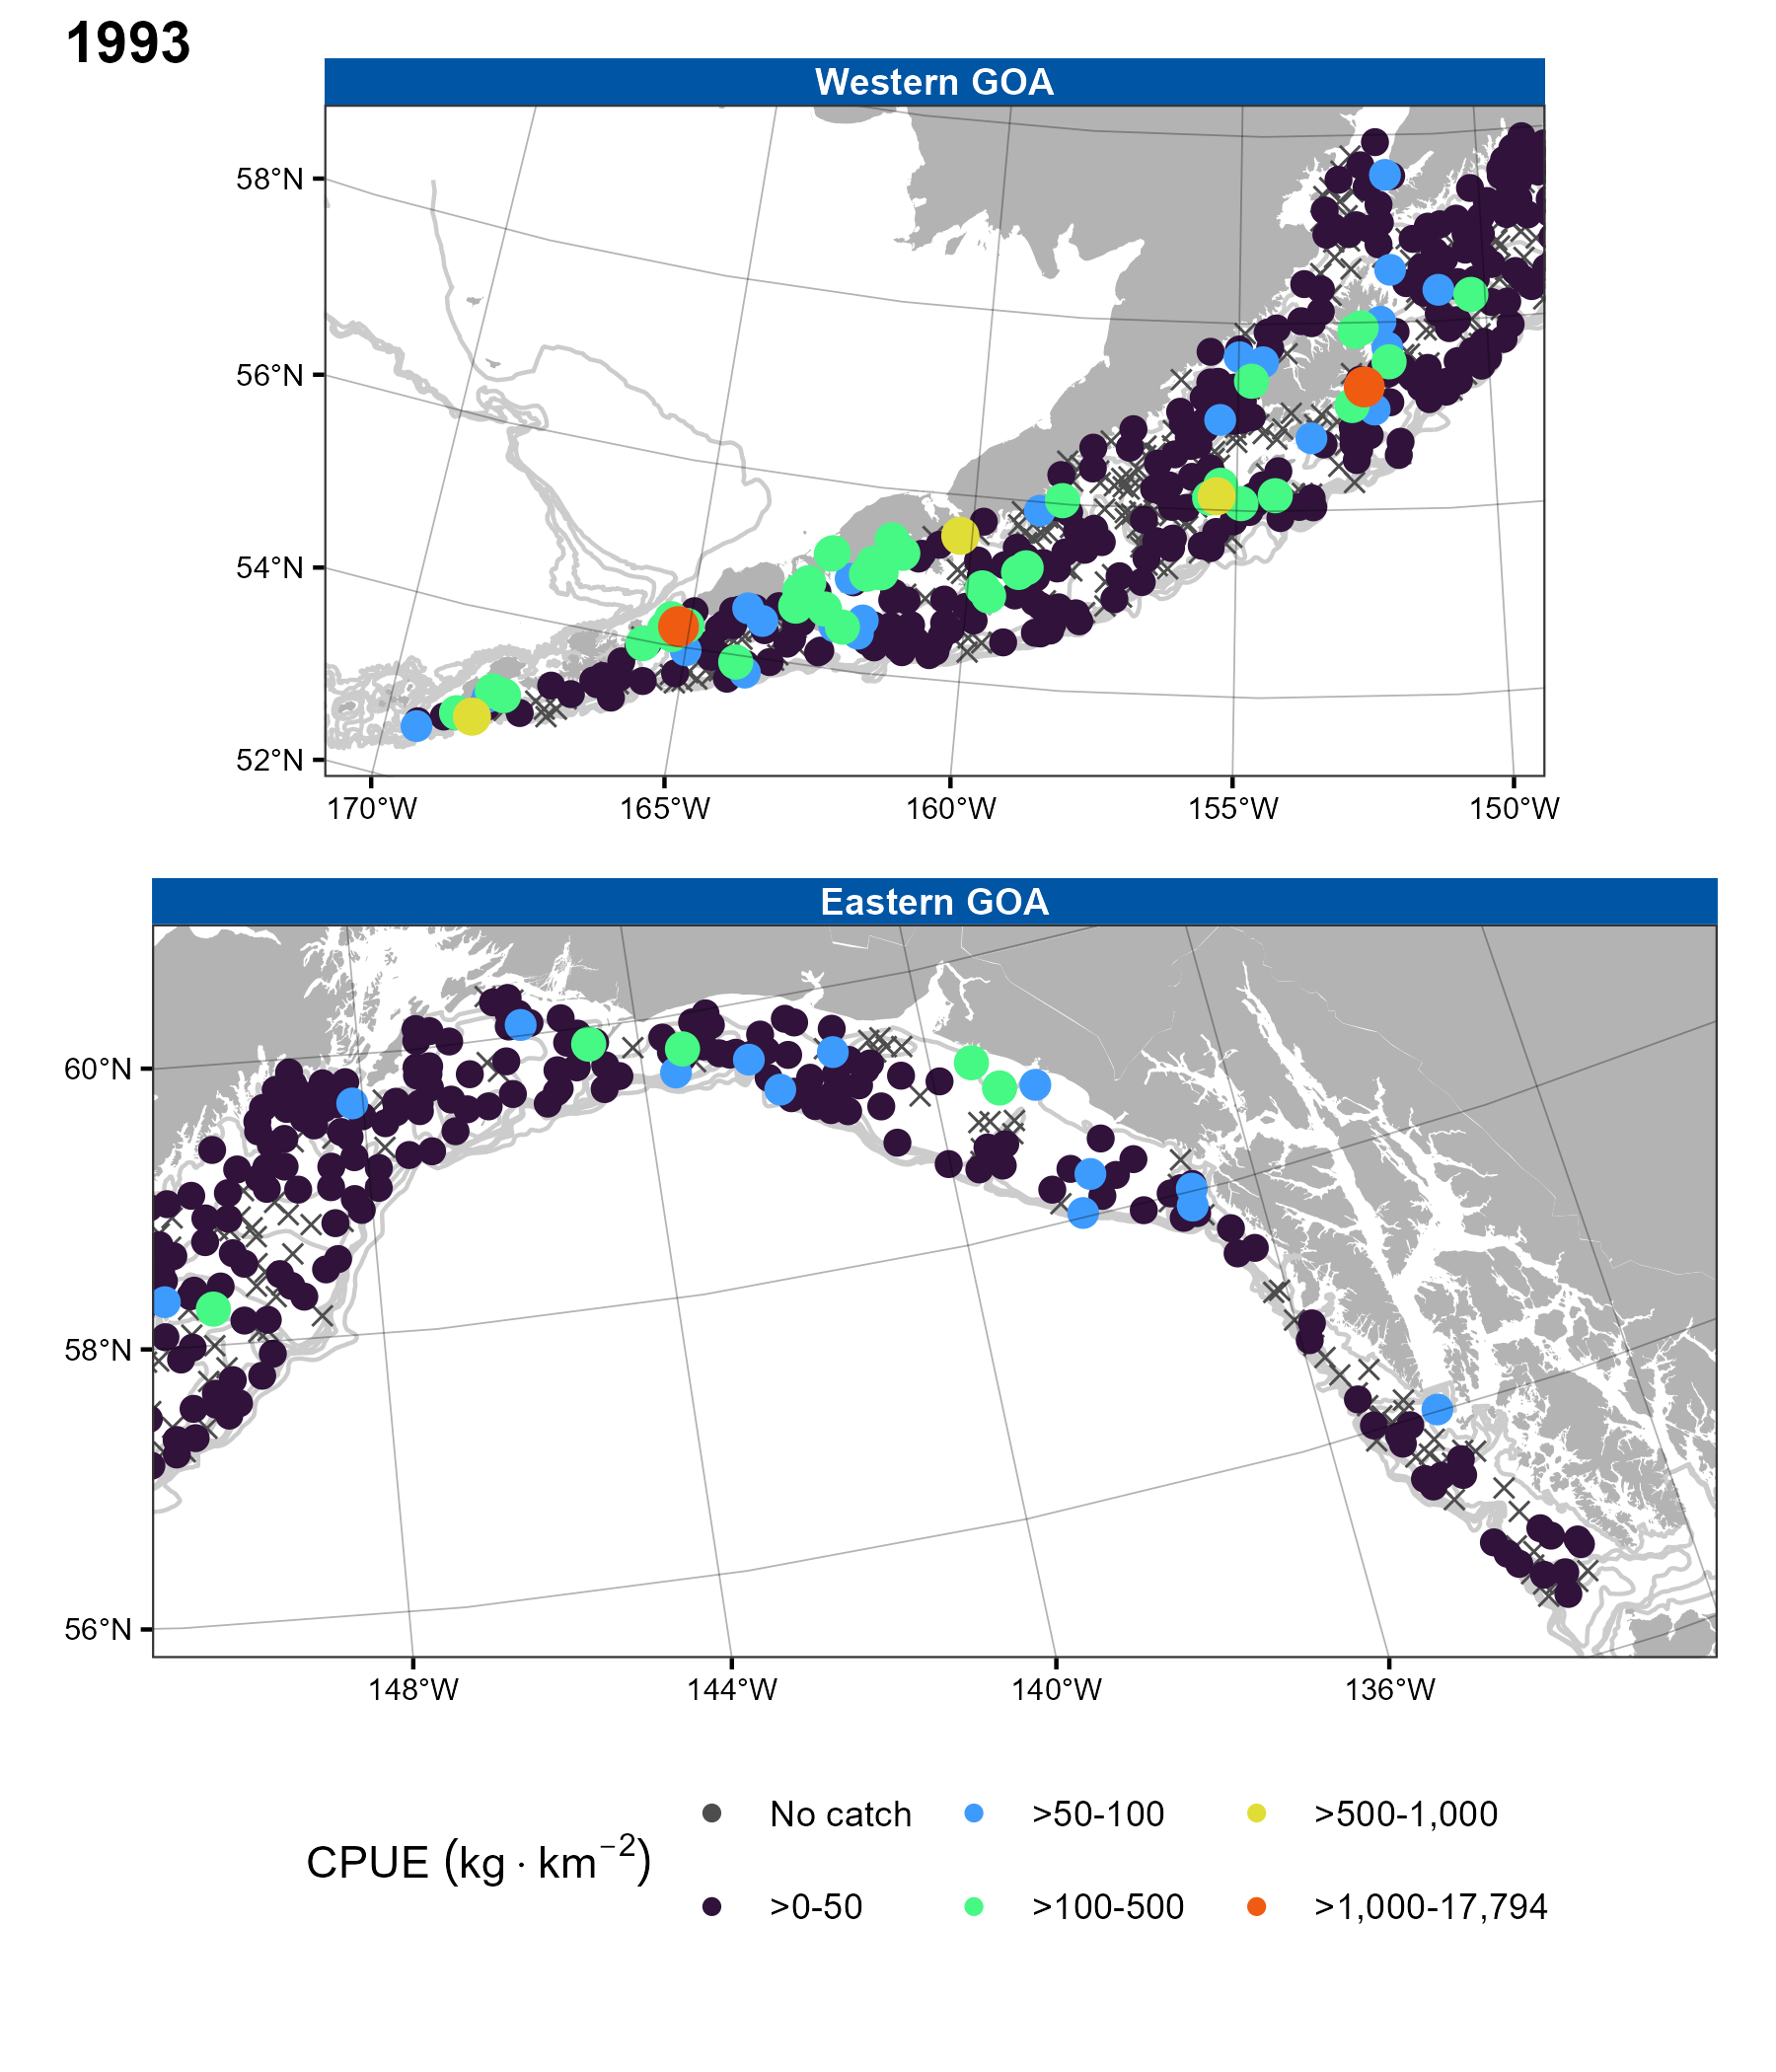 1993
Western GOA
58°N
56°N
54°N
52°N
170°W 165°W 160°W 155°W 150°W
Eastern GOA
60°N
58°N
56°N
148°W 144°W 140°W 136°W
CPUE (kg · km⁻²)
No catch >50-100 >500-1,000
>0-50 >100-500 >1,000-17,794